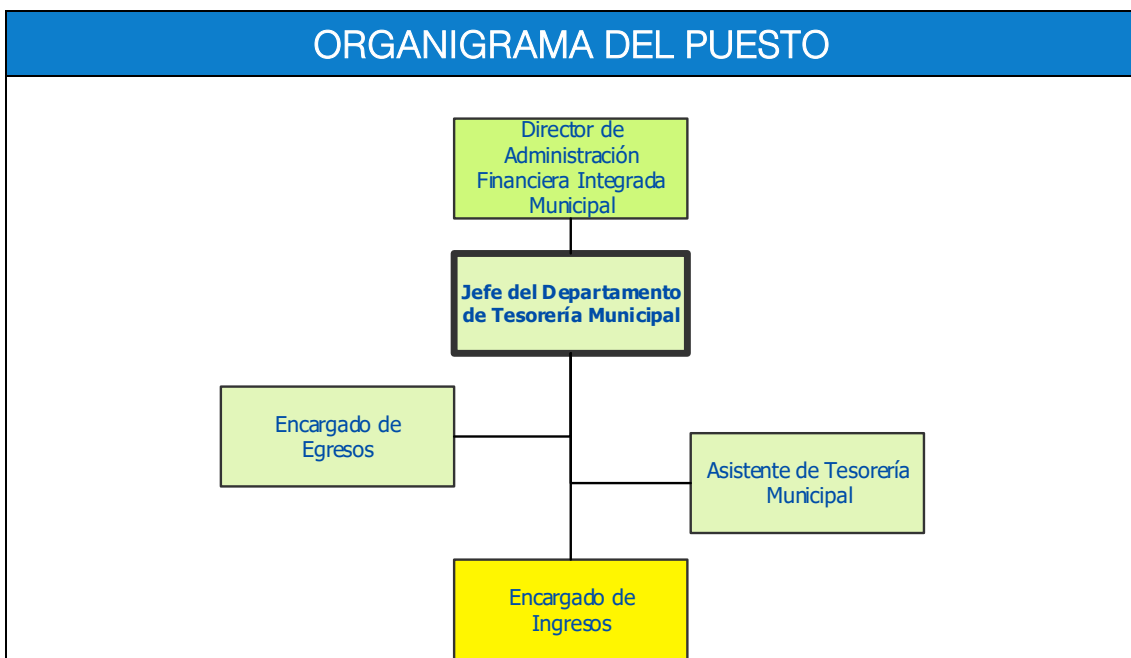 ORGANIGRAMA DEL PUESTO
Director de
Administración
Financiera Integrada
Municipal
Jefe del Departamento
de Tesorería Municipal
Encargado de
Egresos
Asistente de Tesorería
Municipal
Encargado de
Ingresos